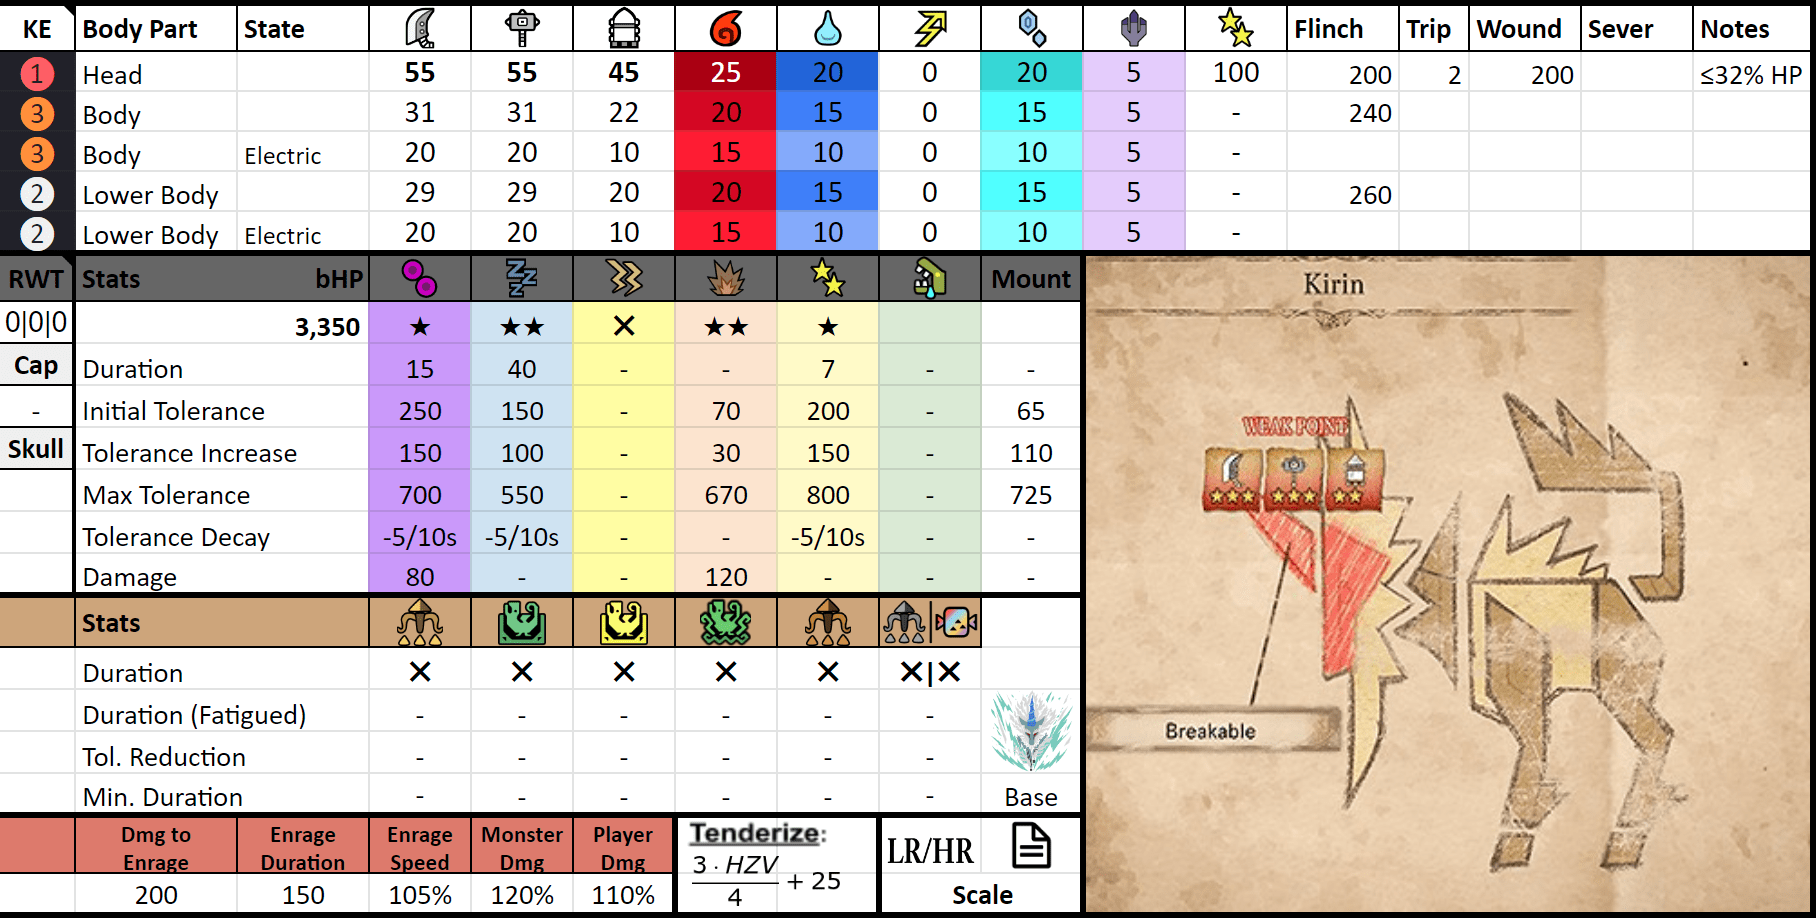 KE Body Part State Flinch Trip Wound Sever Notes
1 Head 55 55 45 25 20 0 20 5 100 200 2 200 ≤32% HP
3 Body 31 31 22 20 15 0 15 5 - 240
3 Body Electric 20 20 10 15 10 0 10 5 -
2 Lower Body 29 29 20 20 15 0 15 5 - 260
2 Lower Body Electric 20 20 10 15 10 0 10 5 -
RWT Stats bHP Mount
0|0|0 3,350 ★ ★★ ✕ ★★ ★
Cap Duration 15 40 - - 7 - -
- Initial Tolerance 250 150 - 70 200 - 65
Skull Tolerance Increase 150 100 - 30 150 - 110
Max Tolerance 700 550 - 670 800 - 725
Tolerance Decay -5/10s -5/10s - - -5/10s - -
Damage 80 - - 120 - - -
Stats
Duration ✕ ✕ ✕ ✕ ✕ ✕|✕
Duration (Fatigued) - - - - - -
Tol. Reduction - - - - - -
Min. Duration - - - - - - Base
Dmg to Enrage Enrage Duration Enrage Speed Monster Dmg Player Dmg
200 150 105% 120% 110%
Tenderize:
3 · HZV
4
+ 25
LR/HR
Scale
Kirin
WEAK POINT
★★★ ★★★ ★★
Breakable